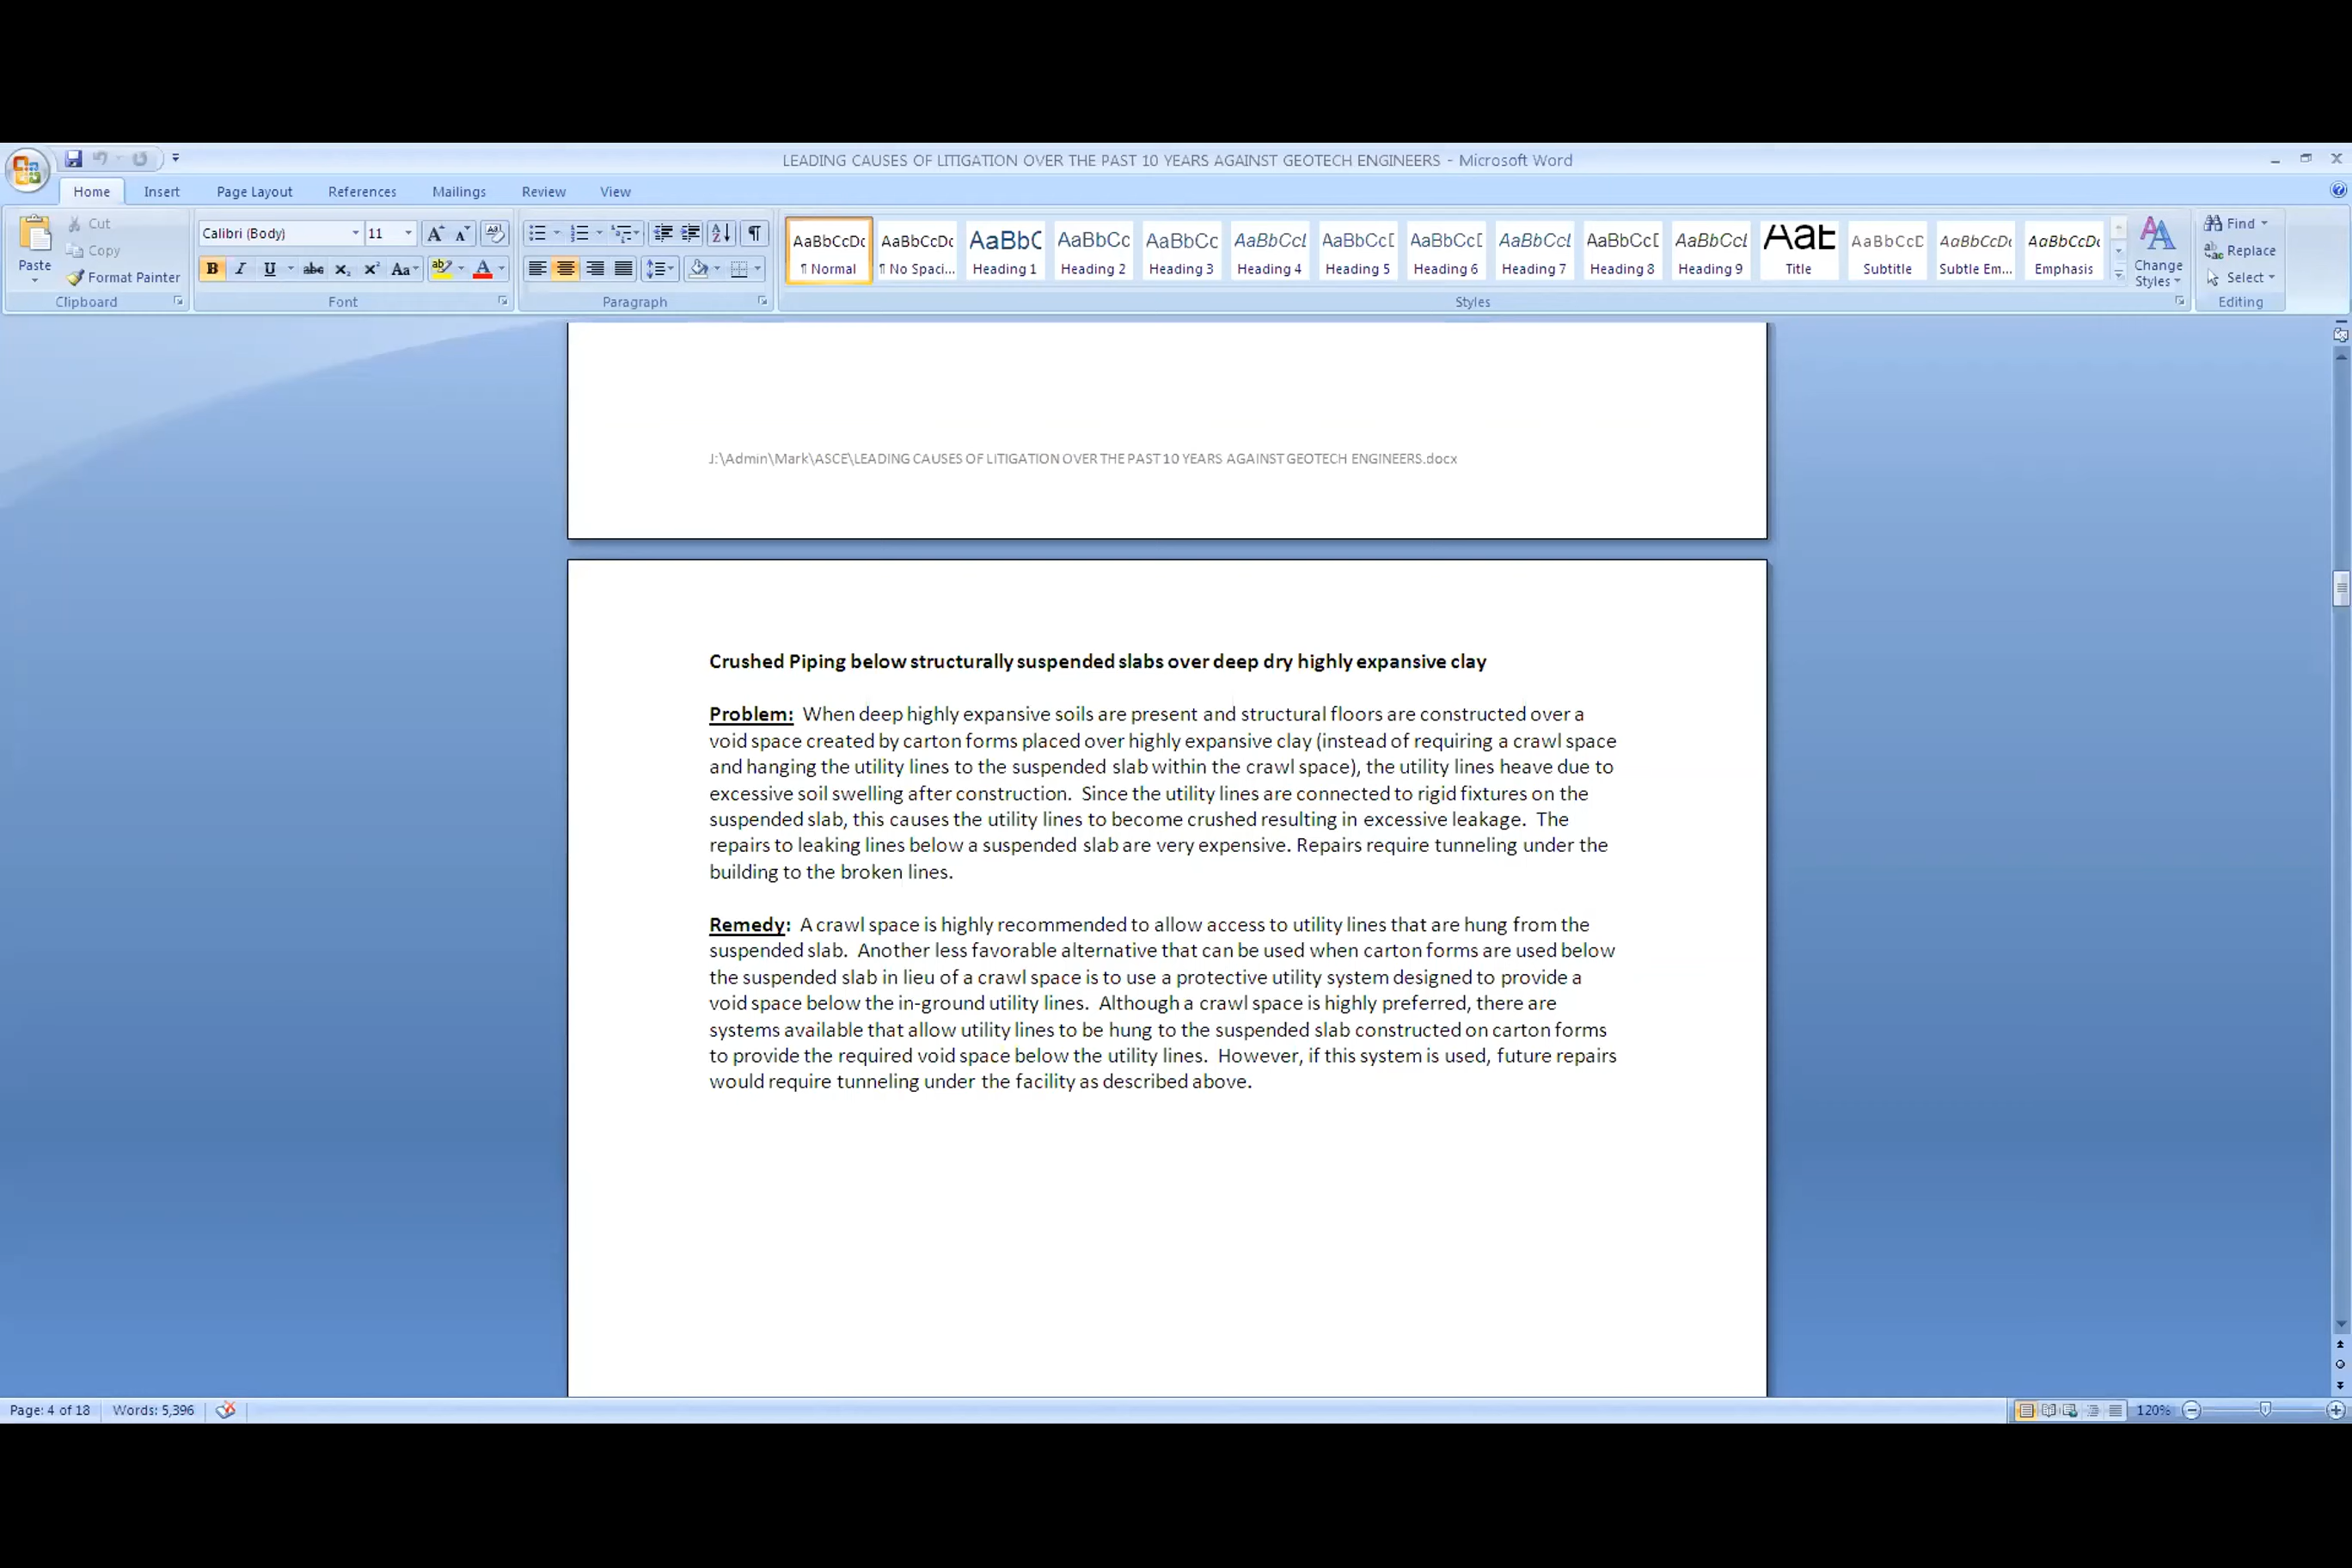 LEADING CAUSES OF LITIGATION OVER THE PAST 10 YEARS AGAINST GEOTECH ENGINEERS - Microsoft Word
Home Insert Page Layout References Mailings Review View
Paste
Cut
Copy
Format Painter
Clipboard
Calibri (Body) 11
Font
Paragraph
AaBbCcDc AaBbCcDc AaBbC AaBbCc AaBbCc AaBbCcI AaBbCcD AaBbCcD AaBbCcI AaBbCcD AaBbCcI AaB AaBbCcD AaBbCcDc AaBbCcDc
¶ Normal ¶ No Spaci... Heading 1 Heading 2 Heading 3 Heading 4 Heading 5 Heading 6 Heading 7 Heading 8 Heading 9 Title Subtitle Subtle Em... Emphasis
Styles
Change
Styles
Find
Replace
Select
Editing
J:\Admin\Mark\ASCE\LEADING CAUSES OF LITIGATION OVER THE PAST 10 YEARS AGAINST GEOTECH ENGINEERS.docx
Crushed Piping below structurally suspended slabs over deep dry highly expansive clay
Problem: When deep highly expansive soils are present and structural floors are constructed over a
void space created by carton forms placed over highly expansive clay (instead of requiring a crawl space
and hanging the utility lines to the suspended slab within the crawl space), the utility lines heave due to
excessive soil swelling after construction. Since the utility lines are connected to rigid fixtures on the
suspended slab, this causes the utility lines to become crushed resulting in excessive leakage. The
repairs to leaking lines below a suspended slab are very expensive. Repairs require tunneling under the
building to the broken lines.
Remedy: A crawl space is highly recommended to allow access to utility lines that are hung from the
suspended slab. Another less favorable alternative that can be used when carton forms are used below
the suspended slab in lieu of a crawl space is to use a protective utility system designed to provide a
void space below the in-ground utility lines. Although a crawl space is highly preferred, there are
systems available that allow utility lines to be hung to the suspended slab constructed on carton forms
to provide the required void space below the utility lines. However, if this system is used, future repairs
would require tunneling under the facility as described above.
Page: 4 of 18 Words: 5,396 120%